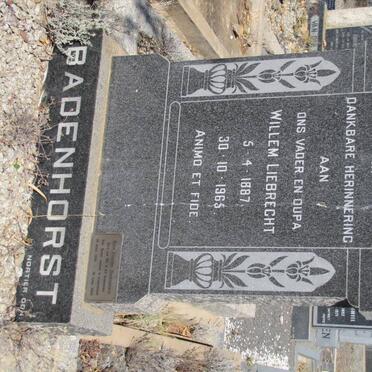 DANKBARE HERINNERING
AAN
ONS VADER EN OUPA
WILLEM LIEBRECHT
5·4·1887.
30·10·1965
ANIMO ET FIDE
BADENHORST